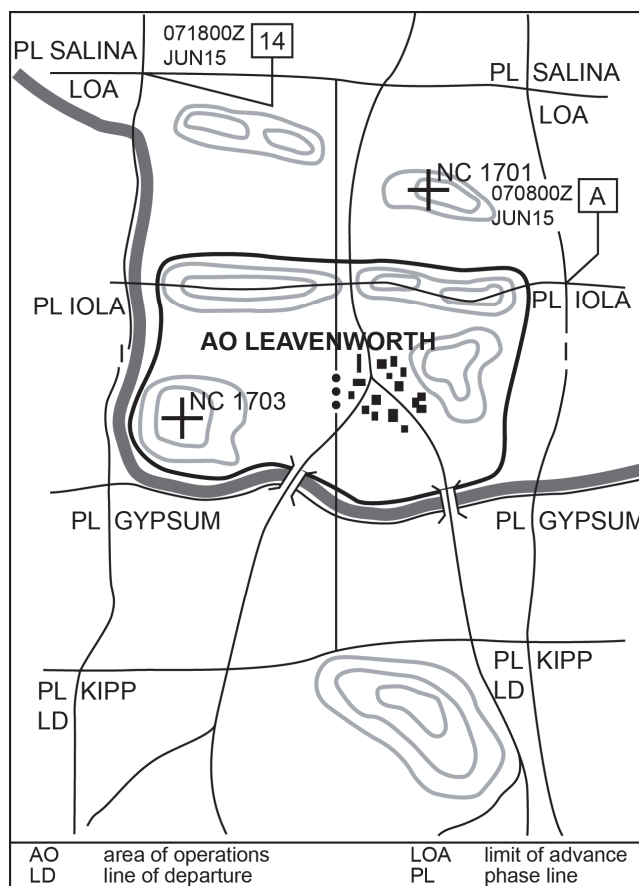 071800Z
JUN15
14
PL SALINA
LOA
PL SALINA
LOA
NC 1701
070800Z
JUN15
A
PL IOLA
PL IOLA
AO LEAVENWORTH
NC 1703
PL GYPSUM
PL GYPSUM
PL KIPP
LD
PL KIPP
LD
AO area of operations
LOA limit of advance
LD line of departure
PL phase line